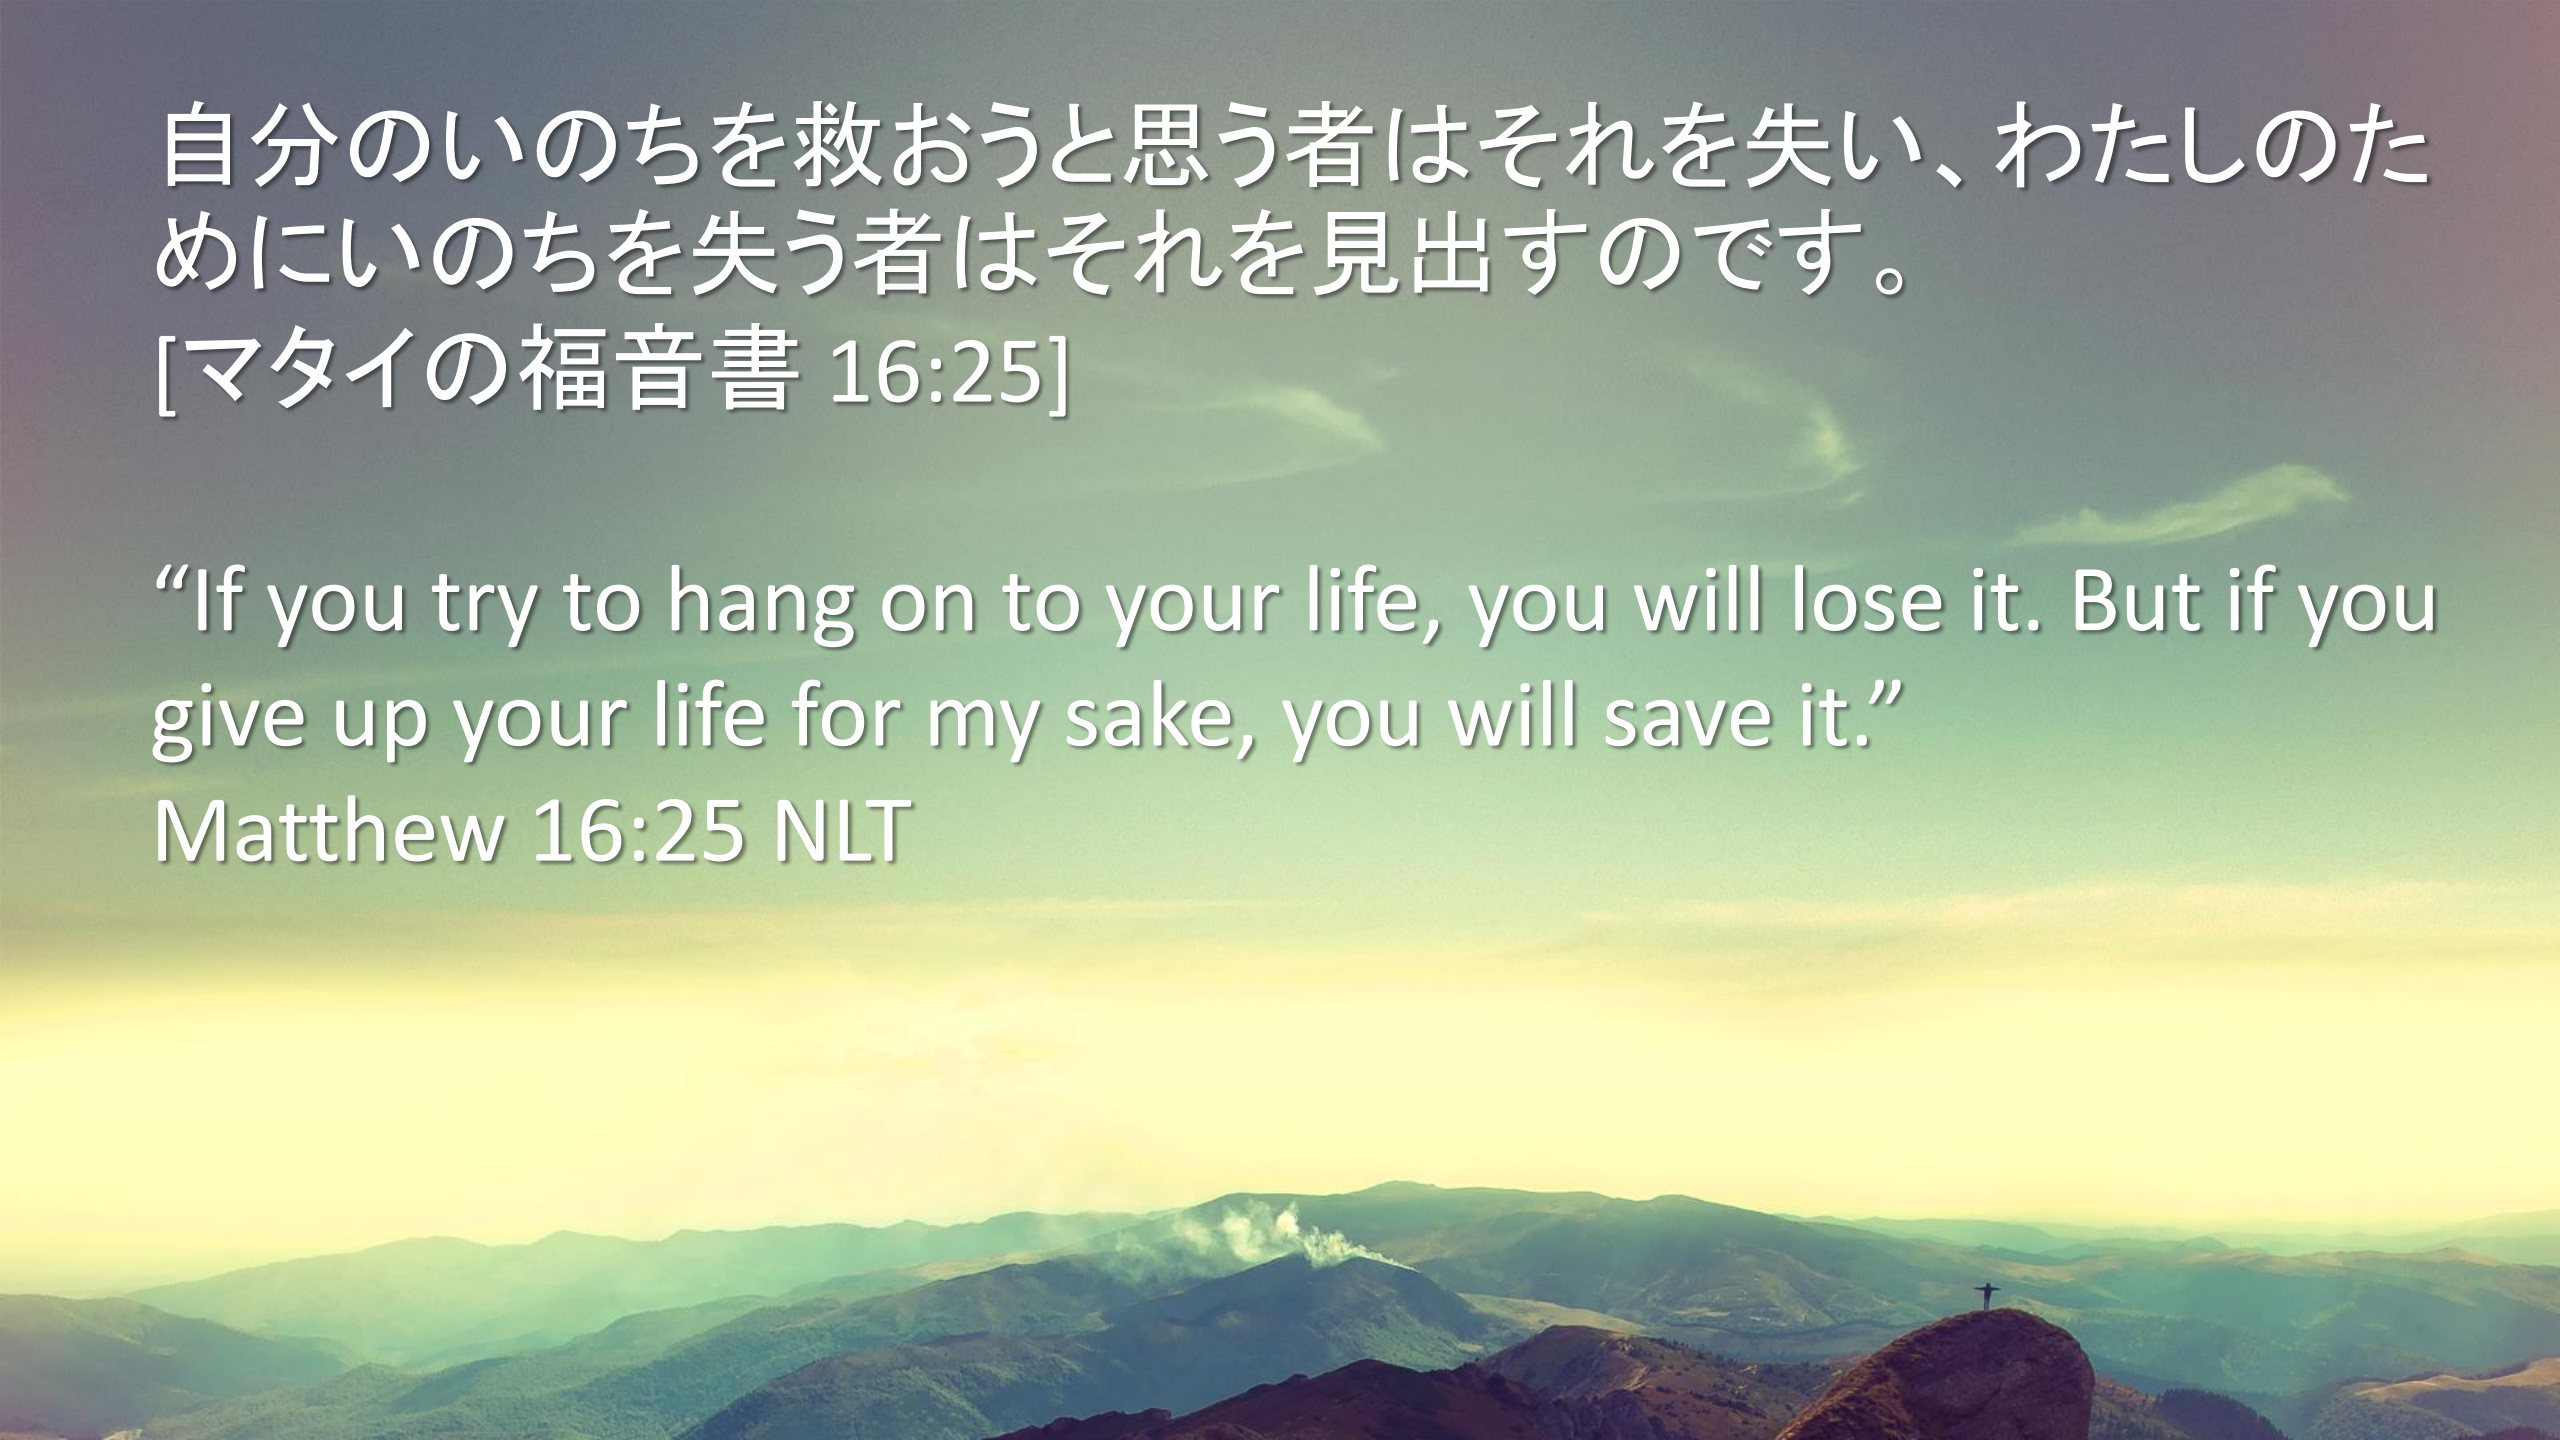 自分のいのちを救おうと思う者はそれを失い、わたしのた
めにいのちを失う者はそれを見出すのです。
[マタイの福音書 16:25]
“If you try to hang on to your life, you will lose it. But if you
give up your life for my sake, you will save it.”
Matthew 16:25 NLT